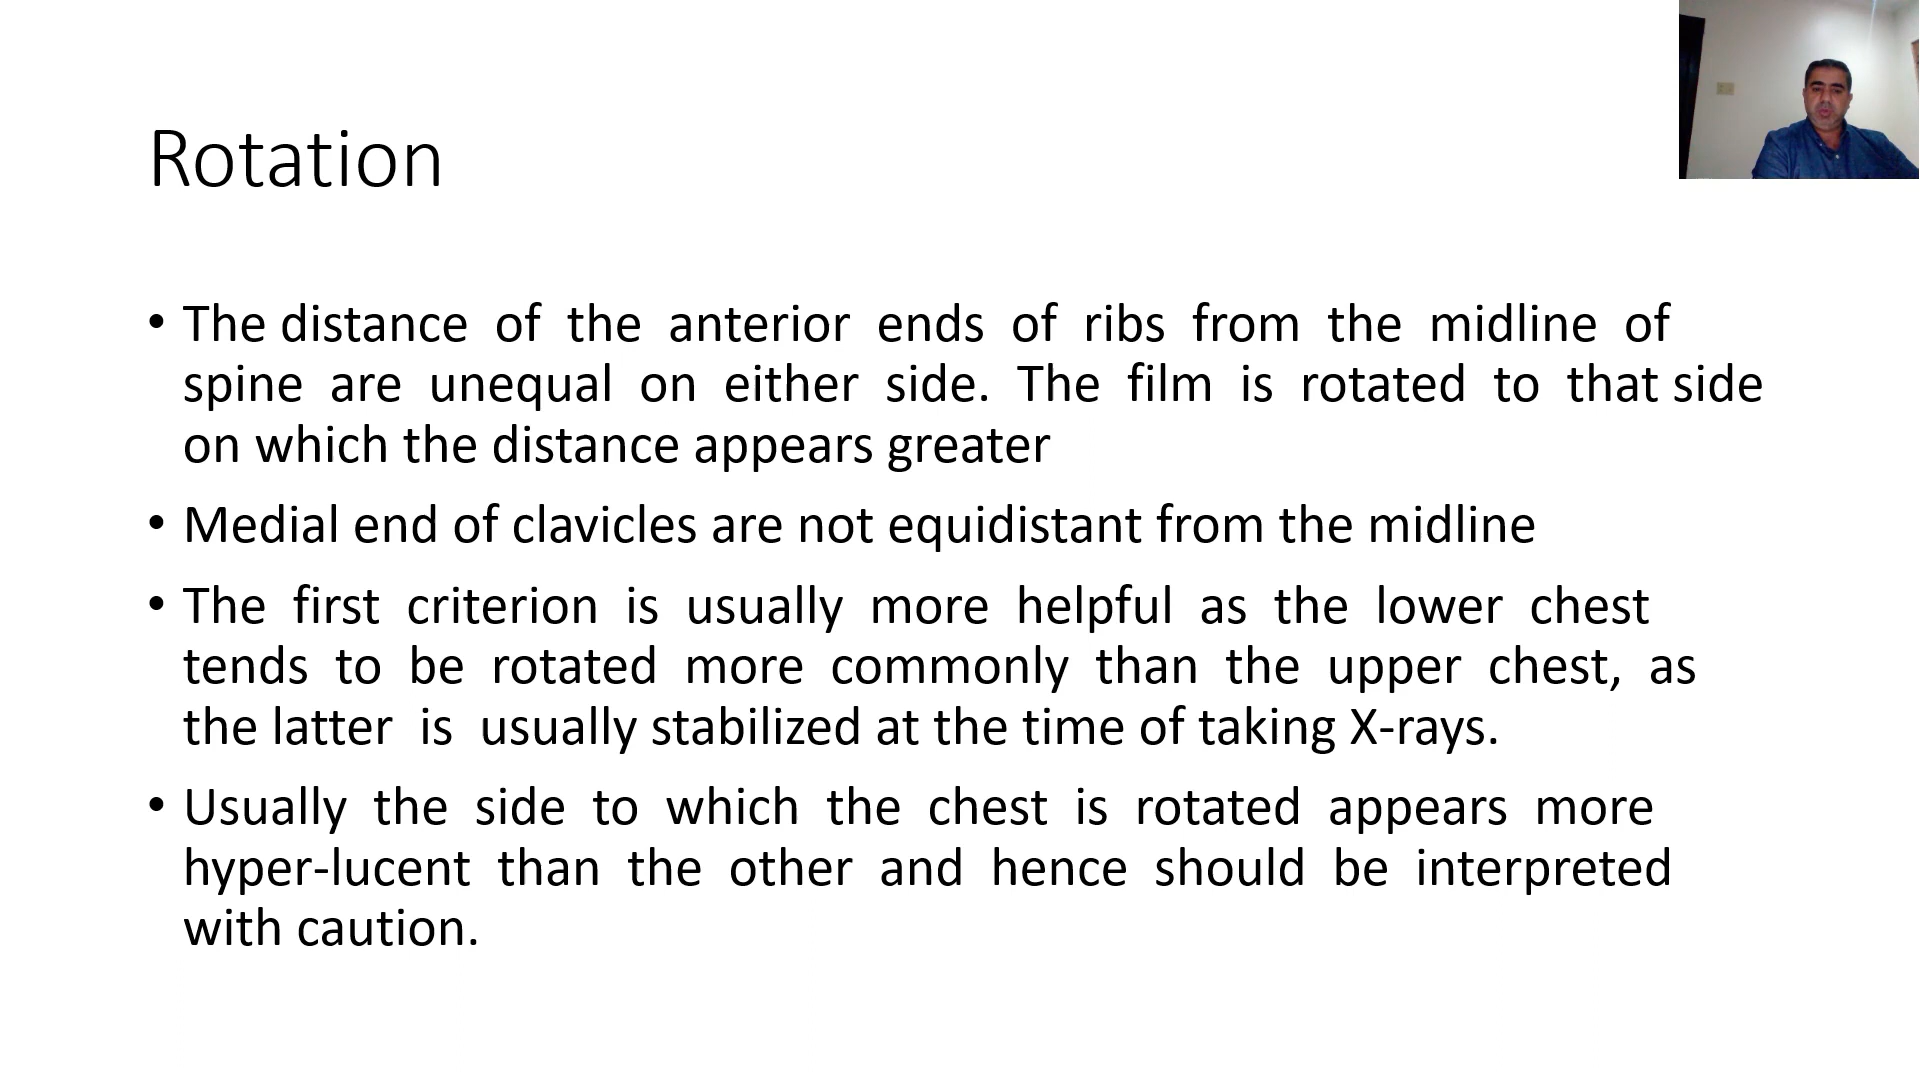 Rotation
• The distance of the anterior ends of ribs from the midline of
spine are unequal on either side. The film is rotated to that side
on which the distance appears greater
• Medial end of clavicles are not equidistant from the midline
• The first criterion is usually more helpful as the lower chest
tends to be rotated more commonly than the upper chest, as
the latter is usually stabilized at the time of taking X-rays.
• Usually the side to which the chest is rotated appears more
hyper-lucent than the other and hence should be interpreted
with caution.